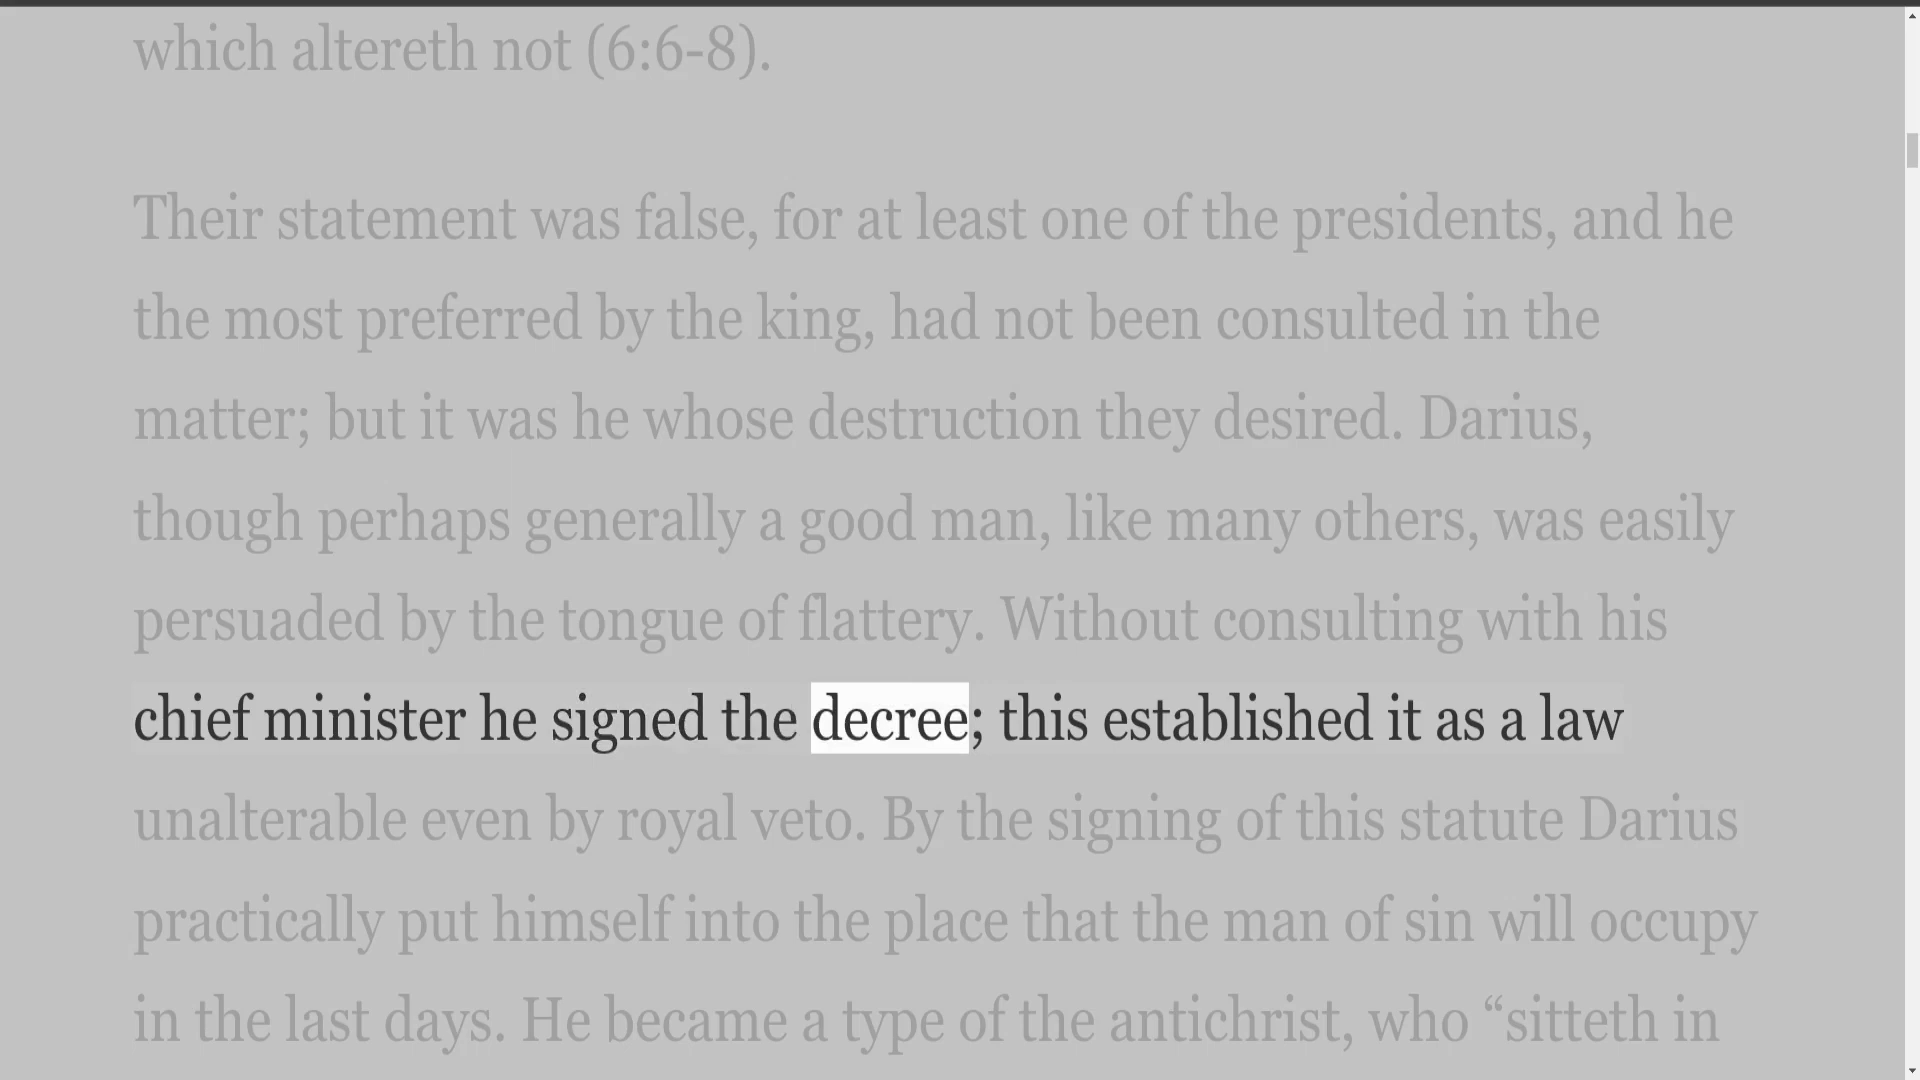 which altereth not (6:6-8).
Their statement was false, for at least one of the presidents, and he
the most preferred by the king, had not been consulted in the
matter; but it was he whose destruction they desired. Darius,
though perhaps generally a good man, like many others, was easily
persuaded by the tongue of flattery. Without consulting with his
chief minister he signed the decree; this established it as a law
unalterable even by royal veto. By the signing of this statute Darius
practically put himself into the place that the man of sin will occupy
in the last days. He became a type of the antichrist, who “sitteth in